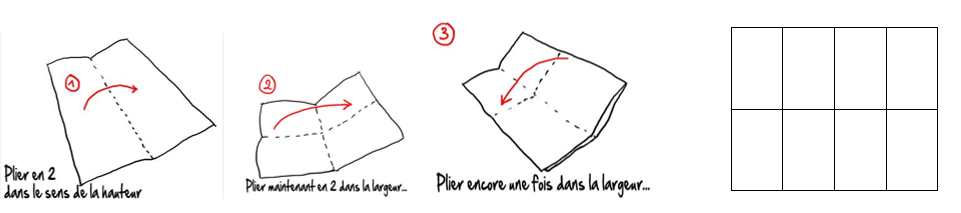 1
Plier en 2
dans le sens de la hauteur
2
Plier maintenant en 2 dans la largeur...
3
Plier encore une fois dans la largeur...